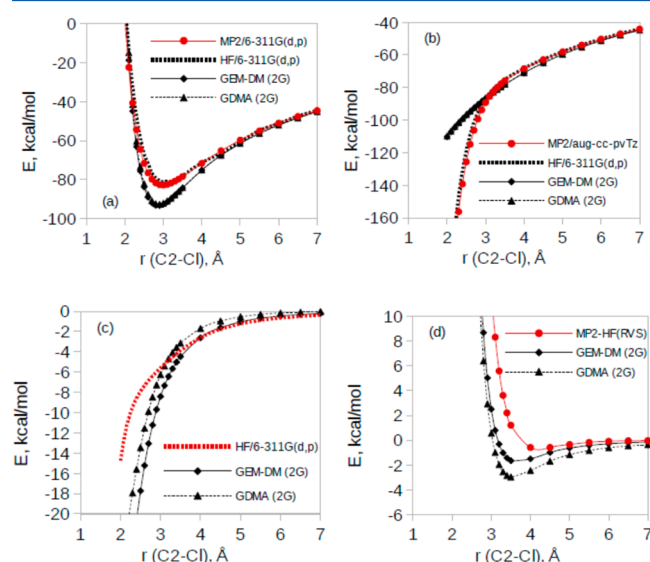 0
-20
-40
-60
-80
-100
E, kcal/mol
MP2/6-311G(d,p)
HF/6-311G(d,p)
GEM-DM (2G)
GDMA (2G)
(a)
1 2 3 4 5 6 7
r (C2-Cl), Å
-40
-60
-80
-100
-120
-140
-160
E, kcal/mol
(b)
MP2/aug-cc-pvTz
HF/6-311G(d,p)
GEM-DM (2G)
GDMA (2G)
1 2 3 4 5 6 7
r (C2-Cl), Å
0
-2
-4
-6
-8
-10
-12
-14
-16
-18
-20
E, kcal/mol
(c)
HF/6-311G(d,p)
GEM-DM (2G)
GDMA (2G)
1 2 3 4 5 6 7
r (C2-Cl), Å
10
8
6
4
2
0
-2
-4
-6
E, kcal/mol
(d)
MP2-HF(RVS)
GEM-DM (2G)
GDMA (2G)
1 2 3 4 5 6 7
r (C2-Cl), Å